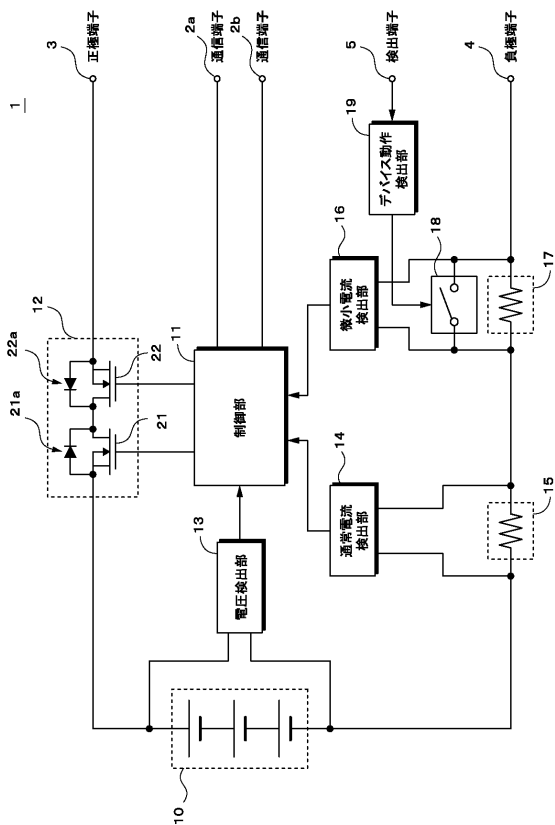 1
3
正極端子
2a
通信端子
2b
通信端子
5
検出端子
4
負極端子
19
デバイス動作
検出部
12
22a
21a
22
21
11
制御部
16
微小電流
検出部
18
17
13
電圧検出部
14
通常電流
検出部
15
10